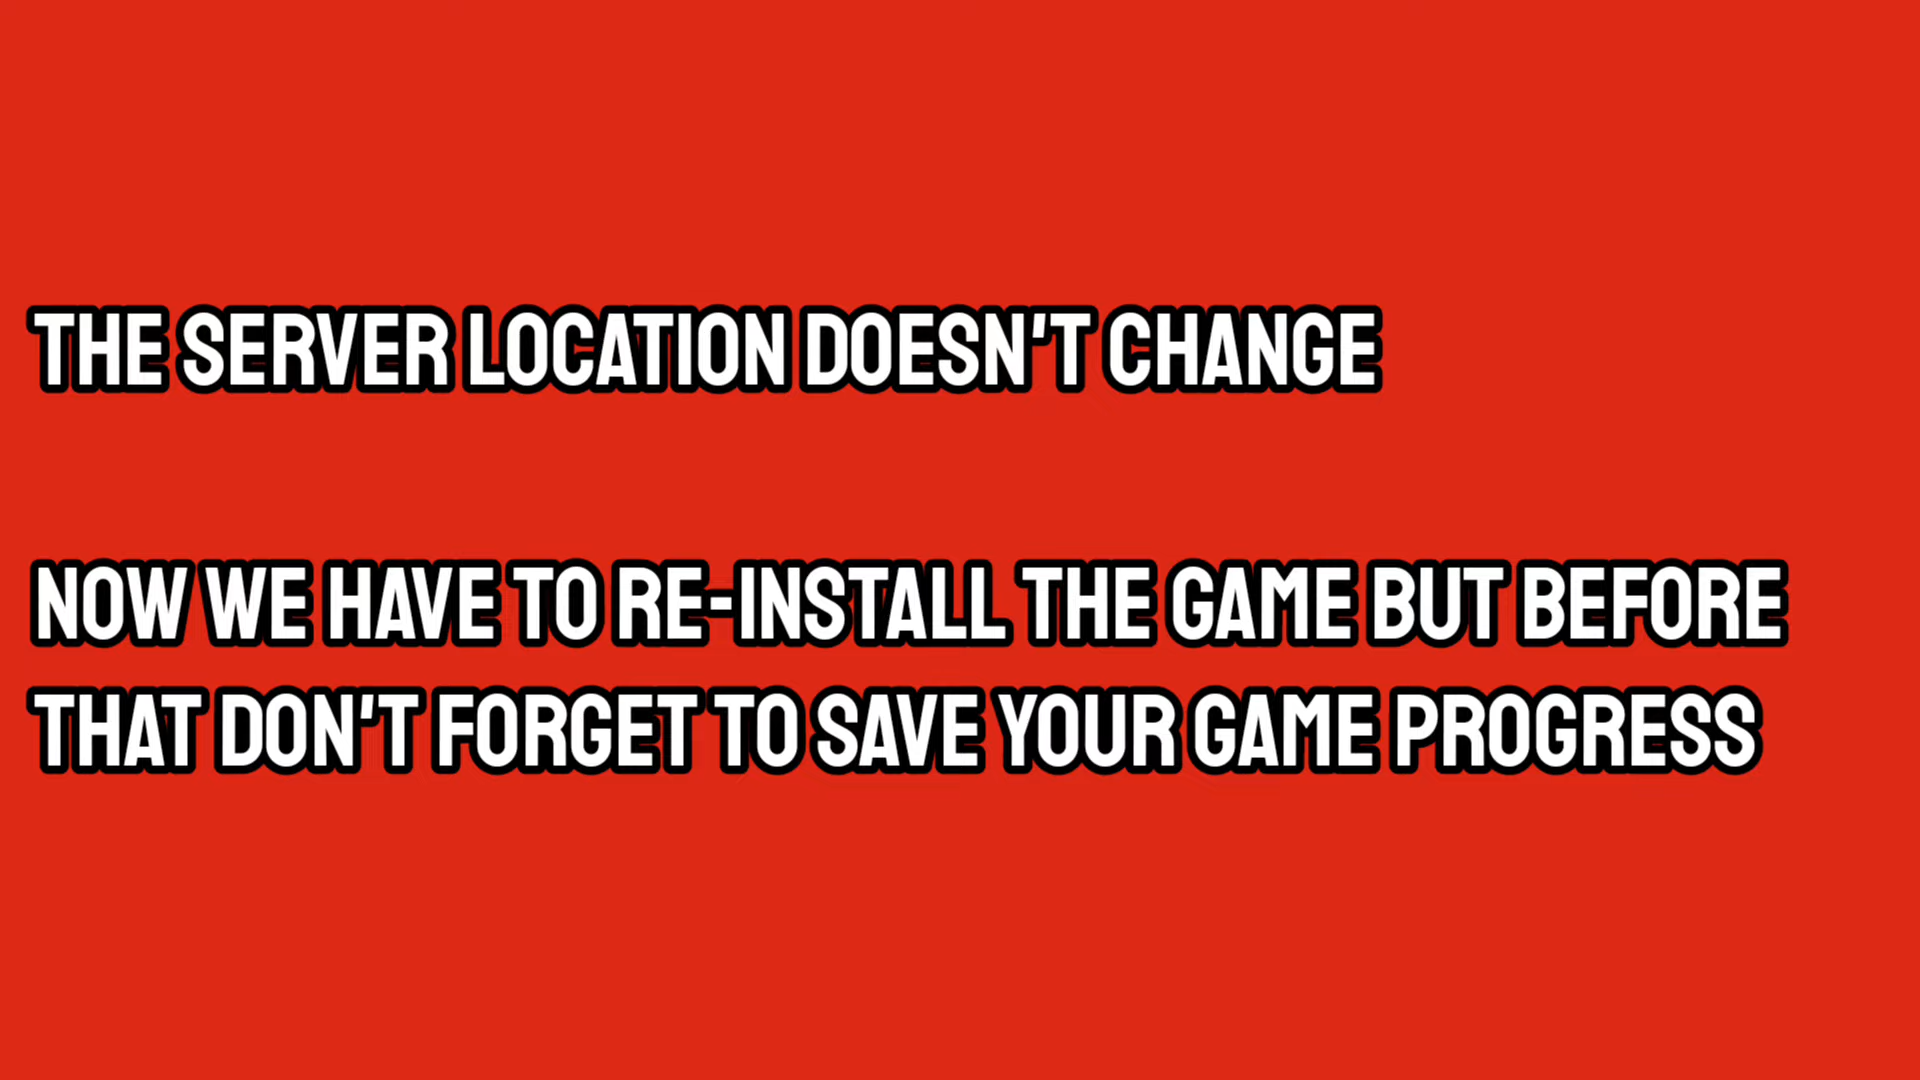 THE SERVER LOCATION DOESN'T CHANGE
NOW WE HAVE TO RE-INSTALL THE GAME BUT BEFORE
THAT DON'T FORGET TO SAVE YOUR GAME PROGRESS